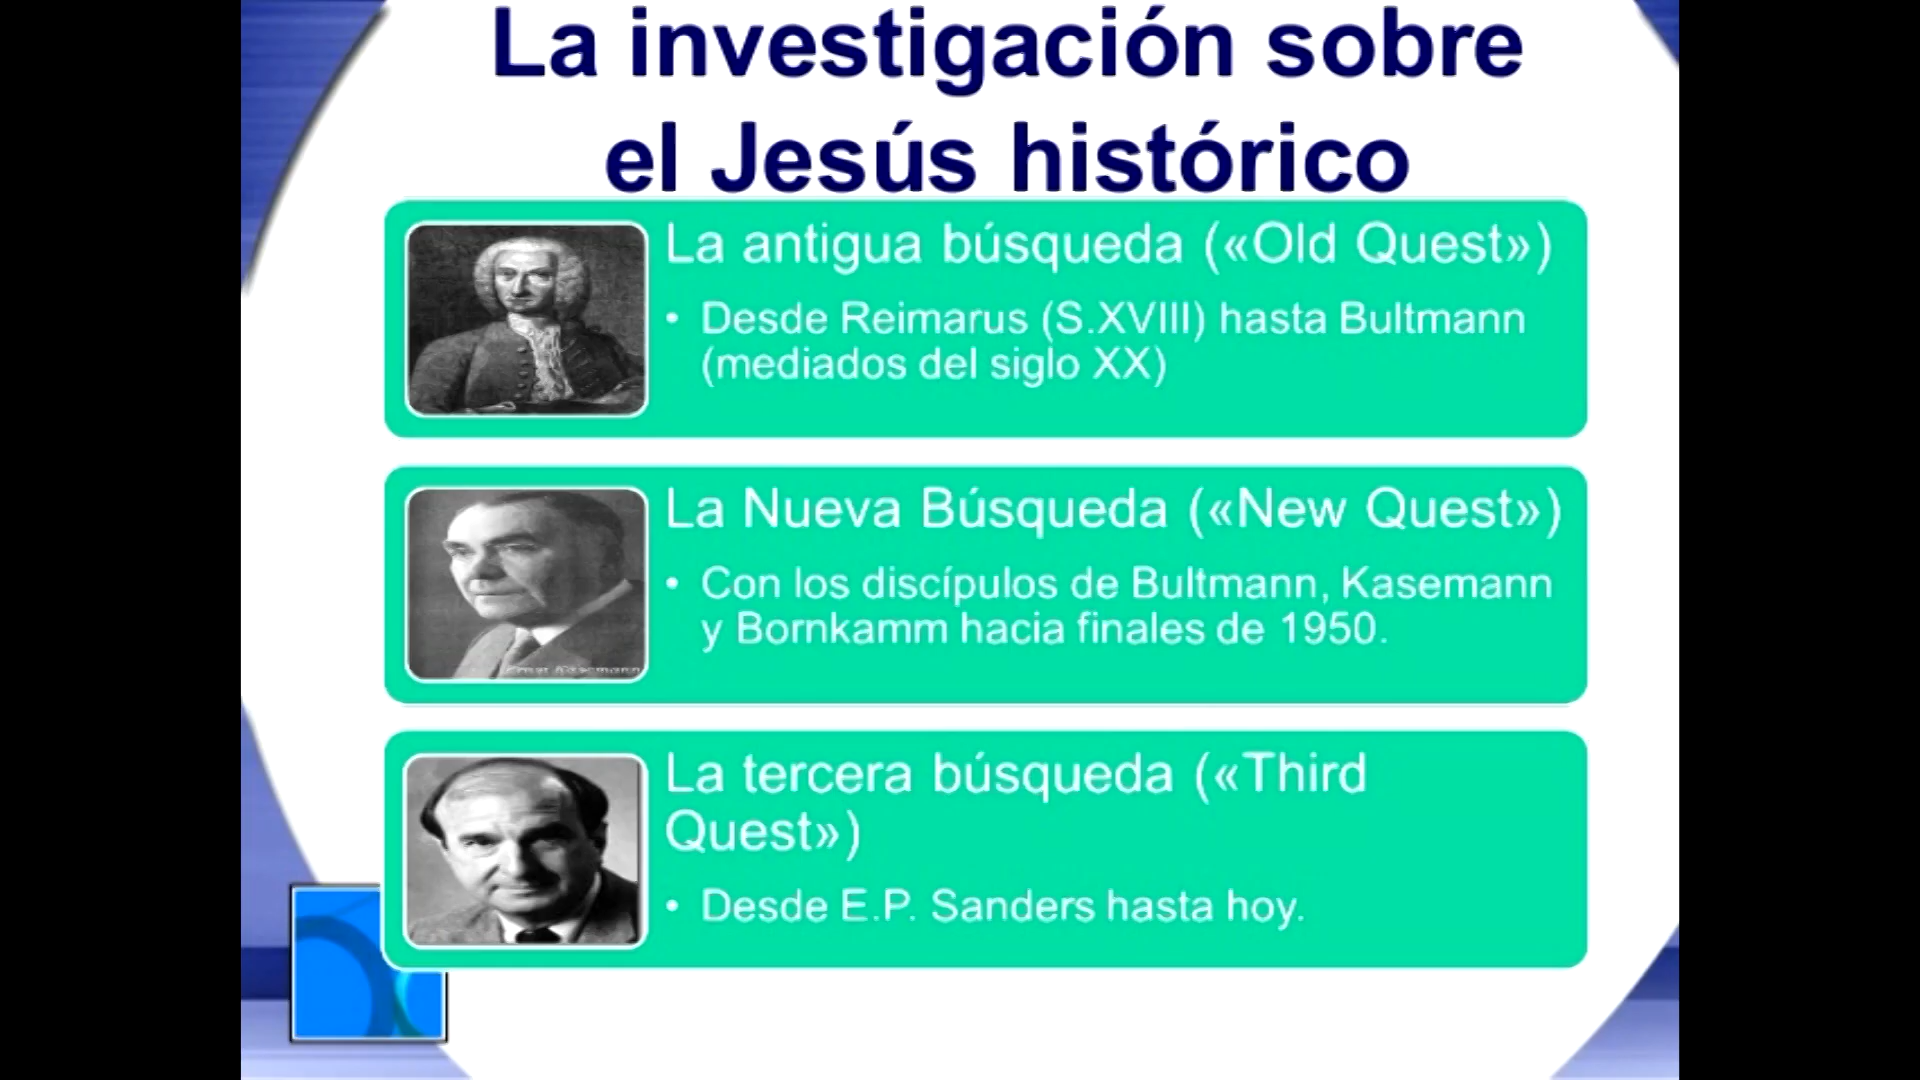 La investigación sobre
el Jesús histórico
La antigua búsqueda («Old Quest»)
• Desde Reimarus (S.XVIII) hasta Bultmann
(mediados del siglo XX)
La Nueva Búsqueda («New Quest»)
• Con los discípulos de Bultmann, Kasemann
y Bornkamm hacia finales de 1950.
Ernst Käsemann
La tercera búsqueda («Third
Quest»)
• Desde E.P. Sanders hasta hoy.